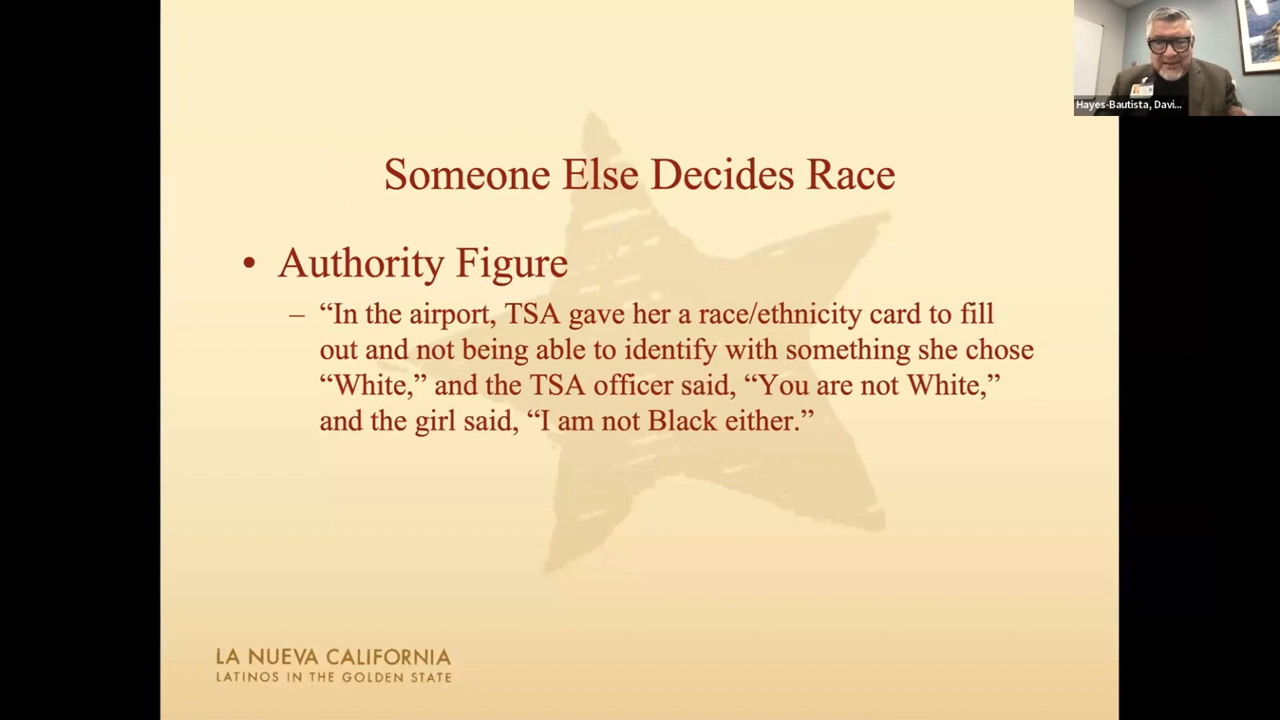 Hayes-Bautista, Davi...
Someone Else Decides Race
• Authority Figure
– “In the airport, TSA gave her a race/ethnicity card to fill
out and not being able to identify with something she chose
“White,” and the TSA officer said, “You are not White,”
and the girl said, “I am not Black either.”
LA NUEVA CALIFORNIA
LATINOS IN THE GOLDEN STATE